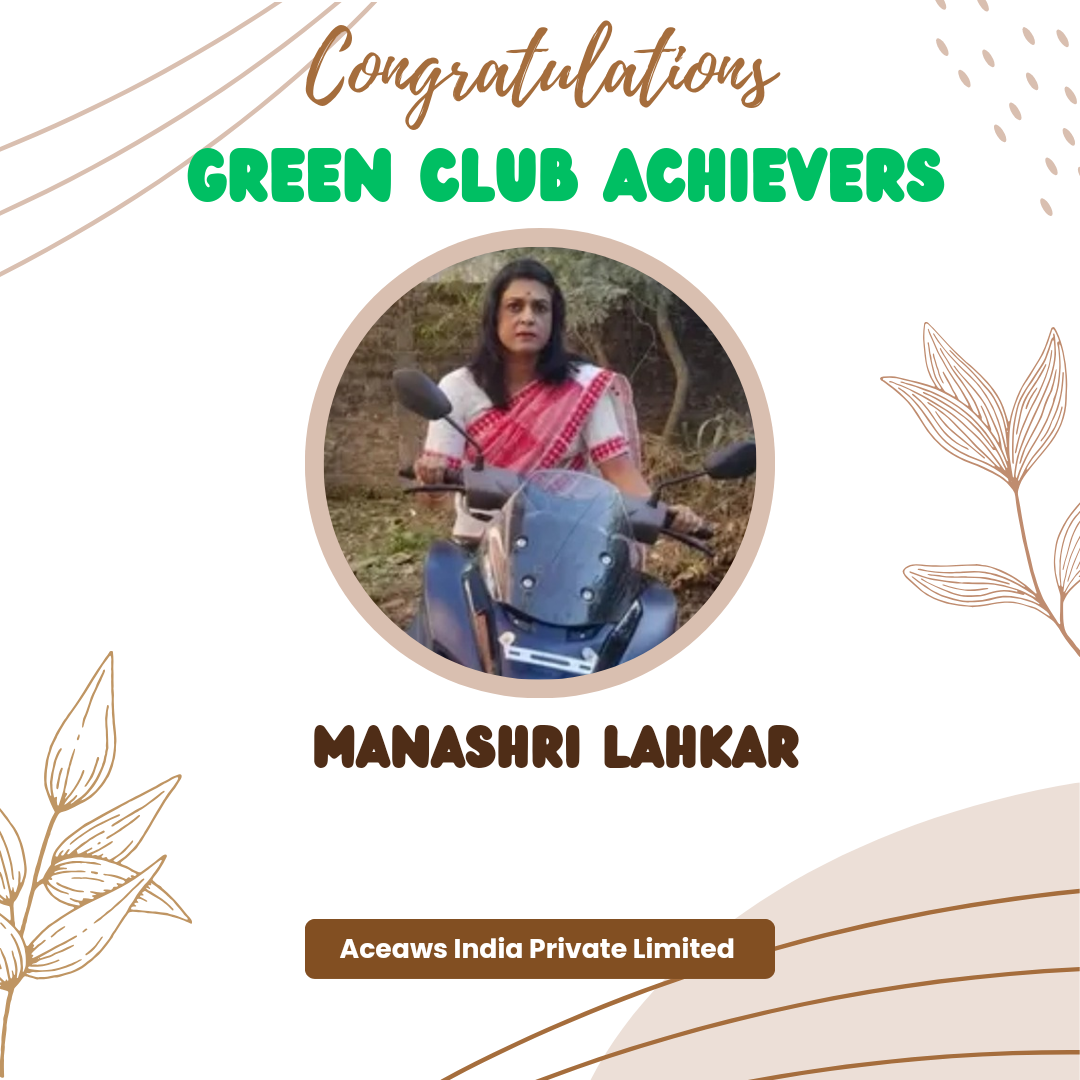 Congratulations
GREEN CLUB ACHIEVERS
MANASHRI LAHKAR
Aceaws India Private Limited